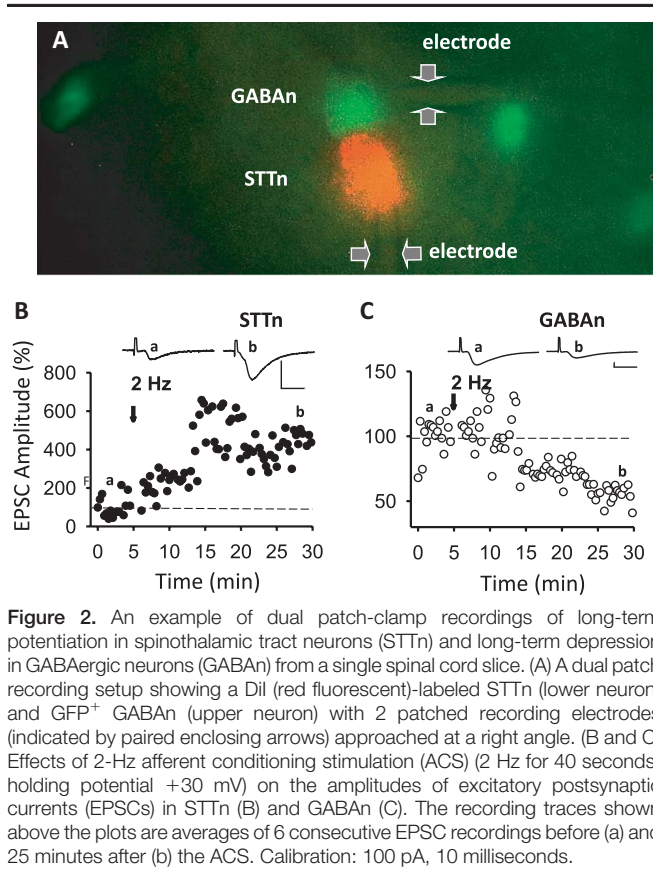 A
electrode
GABAn
STTn
electrode
B
STTn
a
b
800
600
400
200
0
EPSC Amplitude (%)
2 Hz
a
b
0 5 10 15 20 25 30
Time (min)
C
GABAn
a
b
150
100
50
2 Hz
a
b
0 5 10 15 20 25 30
Time (min)
Figure 2. An example of dual patch-clamp recordings of long-term
potentiation in spinothalamic tract neurons (STTn) and long-term depression
in GABAergic neurons (GABAn) from a single spinal cord slice. (A) A dual patch
recording setup showing a DiI (red fluorescent)-labeled STTn (lower neuron
and GFP+ GABAn (upper neuron) with 2 patched recording electrodes
(indicated by paired enclosing arrows) approached at a right angle. (B and C
Effects of 2-Hz afferent conditioning stimulation (ACS) (2 Hz for 40 seconds
holding potential +30 mV) on the amplitudes of excitatory postsynaptic
currents (EPSCs) in STTn (B) and GABAn (C). The recording traces shown
above the plots are averages of 6 consecutive EPSC recordings before (a) and
25 minutes after (b) the ACS. Calibration: 100 pA, 10 milliseconds.